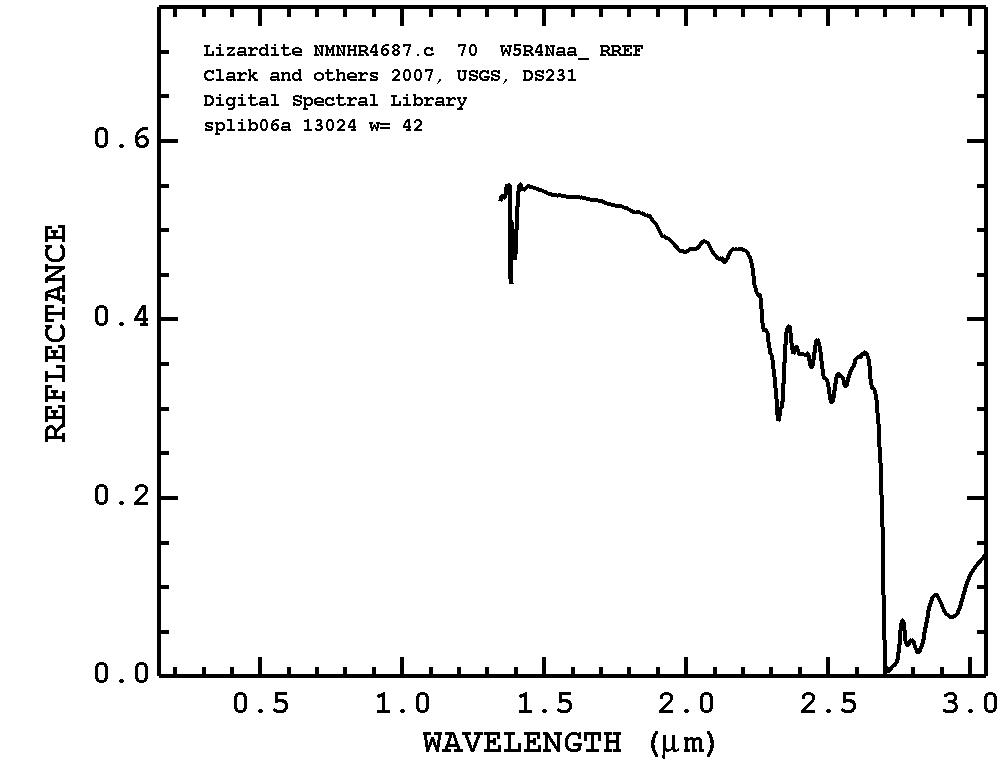 Lizardite NMNHR4687.c 70 W5R4Naa_ RREF
Clark and others 2007, USGS, DS231
Digital Spectral Library
splib06a 13024 w= 42
REFLECTANCE
0.6
0.4
0.2
0.0
0.5 1.0 1.5 2.0 2.5 3.0
WAVELENGTH (μm)